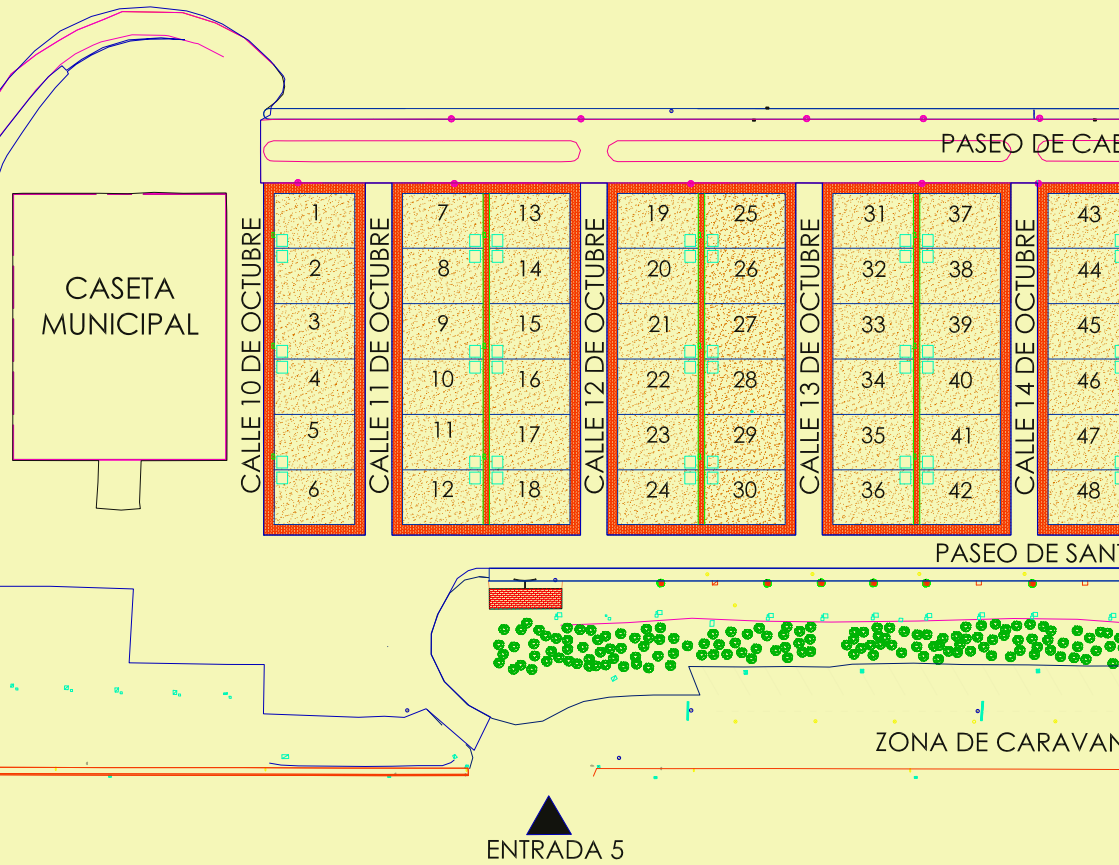 PASEO DE CAE
CASETA
MUNICIPAL
CALLE 10 DE OCTUBRE
1
2
3
4
5
6
CALLE 11 DE OCTUBRE
7 13
8 14
9 15
10 16
11 17
12 18
CALLE 12 DE OCTUBRE
19 25
20 26
21 27
22 28
23 29
24 30
CALLE 13 DE OCTUBRE
31 37
32 38
33 39
34 40
35 41
36 42
CALLE 14 DE OCTUBRE
43
44
45
46
47
48
PASEO DE SANT
ZONA DE CARAVAN
ENTRADA 5